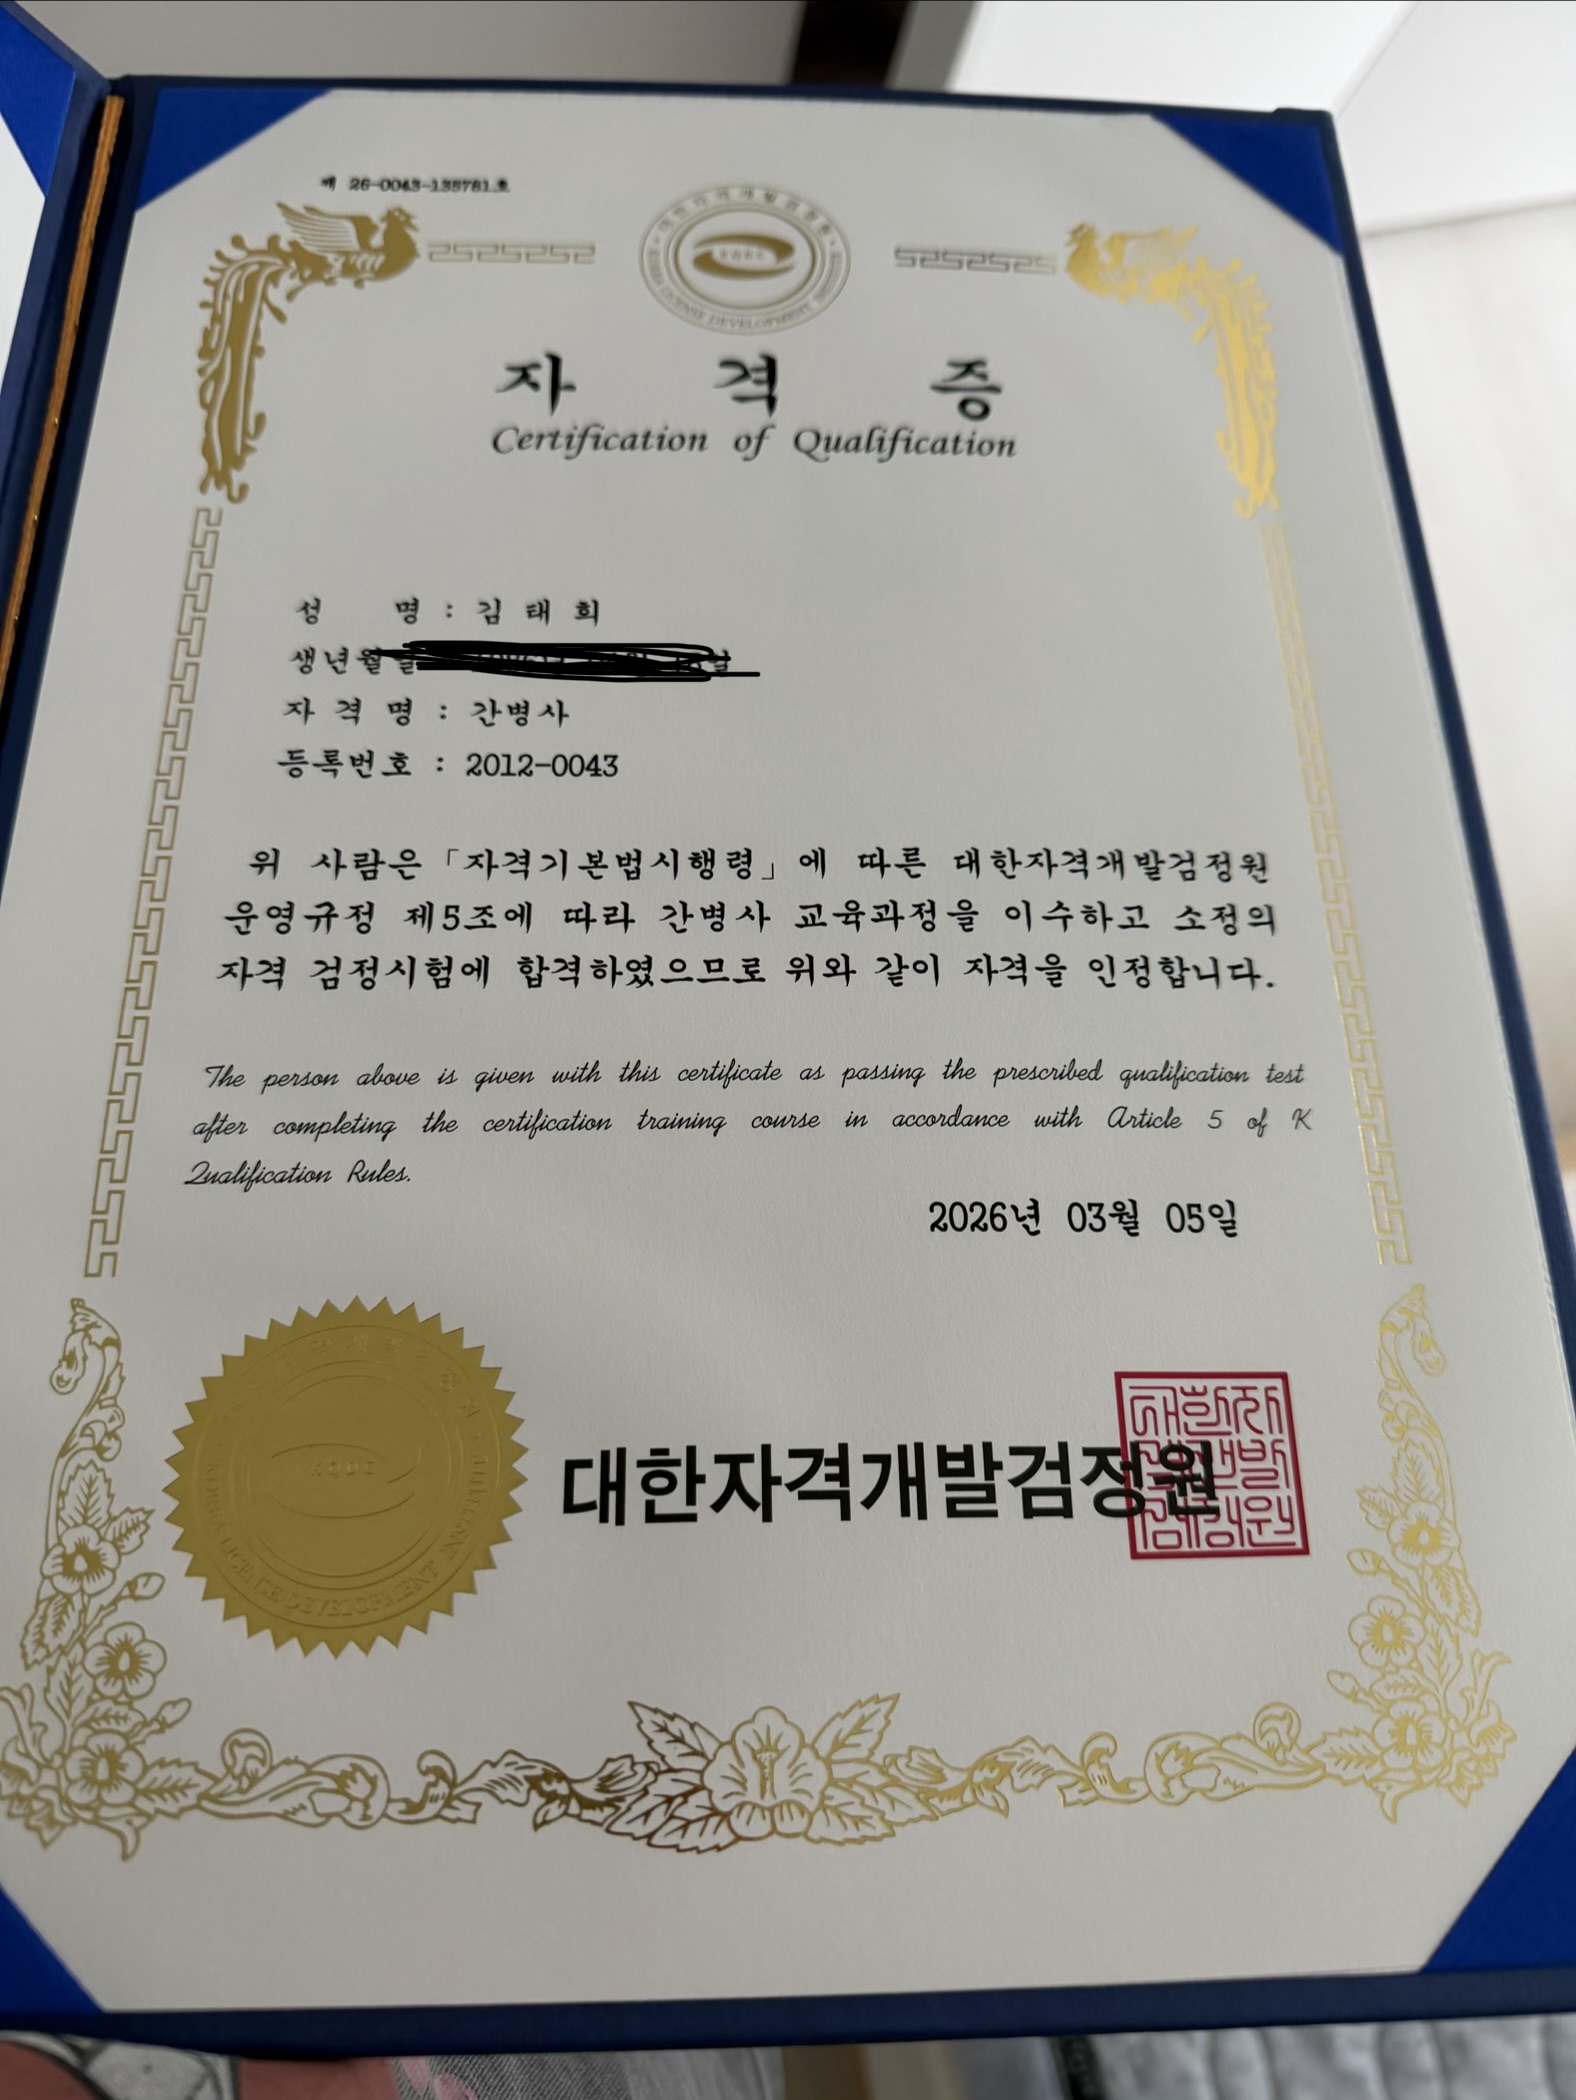 제 26-0043-135781호
자 격 증
Certification of Qualification
성 명 : 김 태 희
생년월일
자 격 명 : 간병사
등록번호 : 2012-0043
위 사람은 「자격기본법시행령」에 따른 대한자격개발검정원
운영규정 제5조에 따라 간병사 교육과정을 이수하고 소정의
자격 검정시험에 합격하였으므로 위와 같이 자격을 인정합니다.
The person above is given with this certificate as passing the prescribed qualification test
after completing the certification training course in accordance with Article 5 of K
Qualification Rules.
2026년 03월 05일
KOREA LICENSE DEVELOPMENT INSTITUTE
대한자격개발검정원